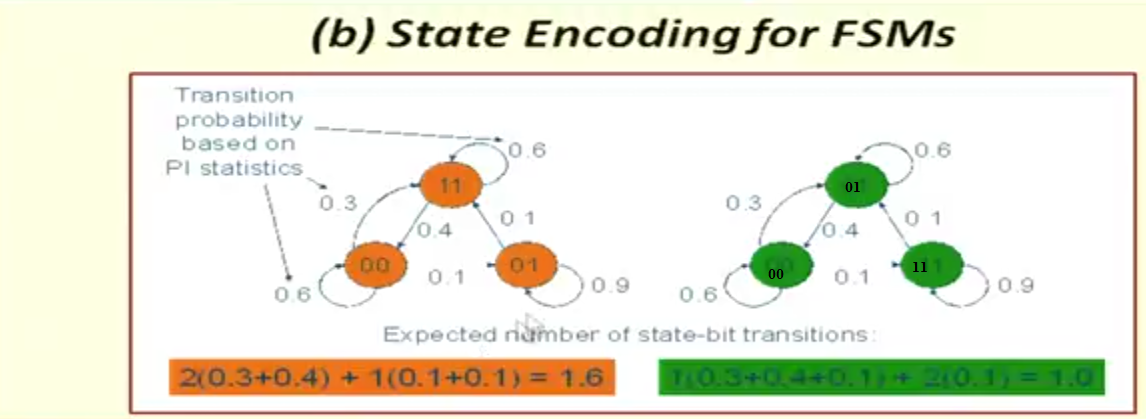 (b) State Encoding for FSMs
Transition
probability
based on
PI statistics
0.6
11
0.3
0.4
0.1
00
0.1
01
0.6
0.9
0.6
01
0.3
0.4
0.1
00
0.1
11
0.6
0.9
Expected number of state-bit transitions:
2(0.3+0.4) + 1(0.1+0.1) = 1.6
1(0.3+0.4+0.1) + 2(0.1) = 1.0